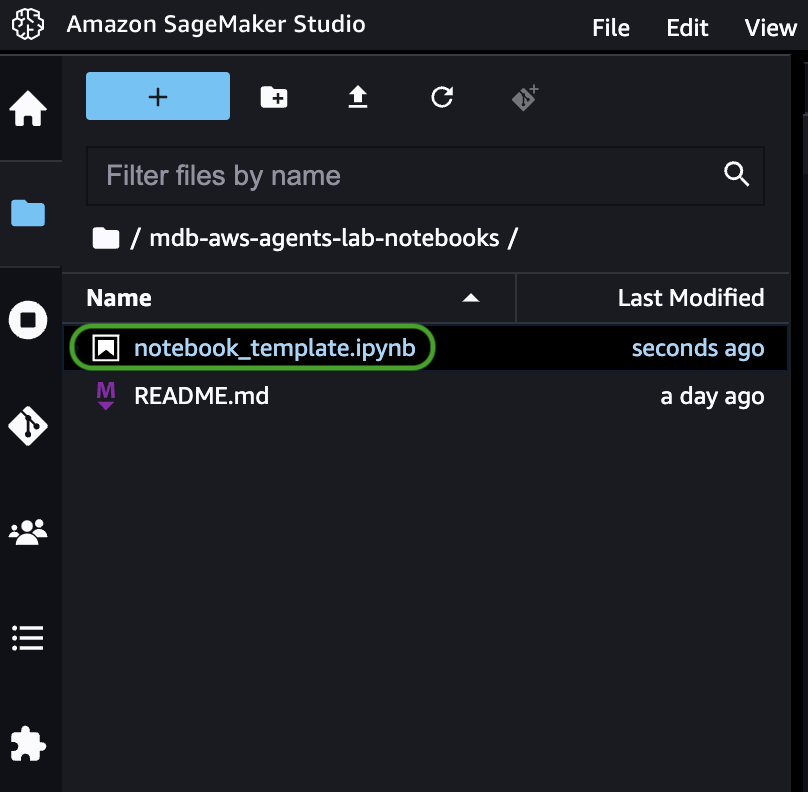 Amazon SageMaker Studio File Edit View
+
Filter files by name
/ mdb-aws-agents-lab-notebooks /
Name Last Modified
notebook_template.ipynb seconds ago
M README.md a day ago